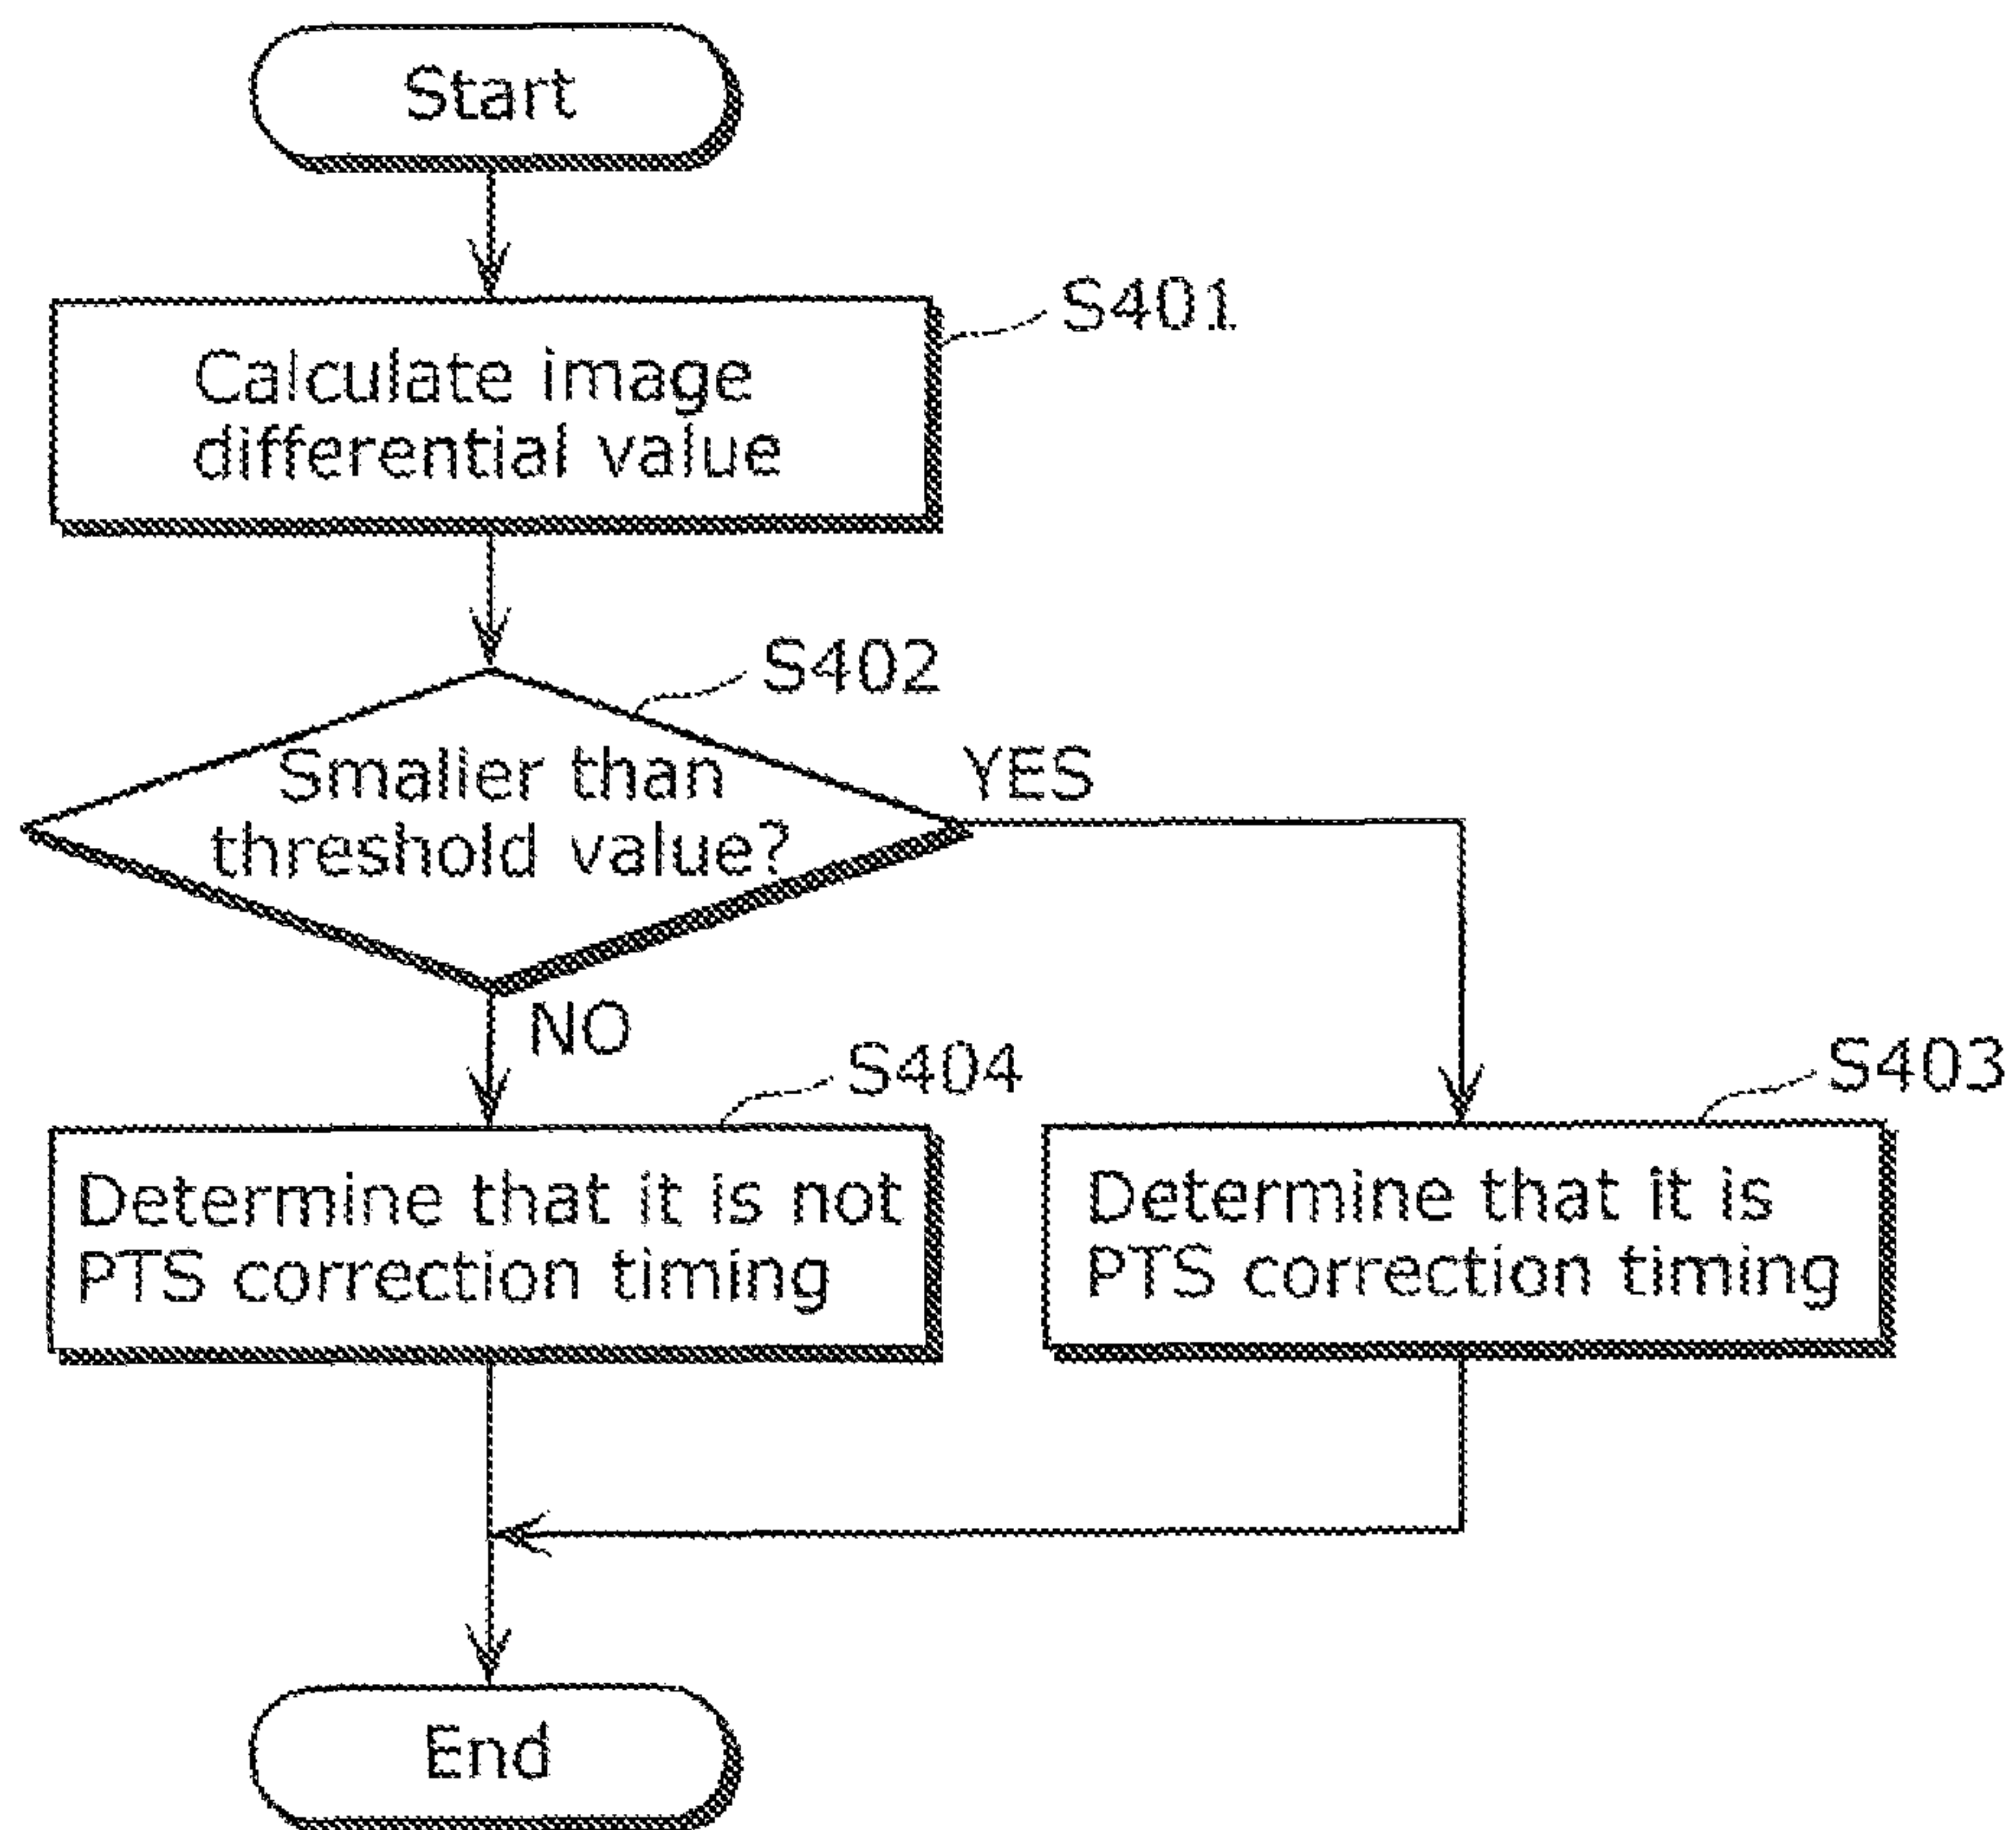 Start
S401
Calculate image
differential value
S402
Smaller than
threshold value?
YES
NO
S404
Determine that it is not
PTS correction timing
S403
Determine that it is
PTS correction timing
End